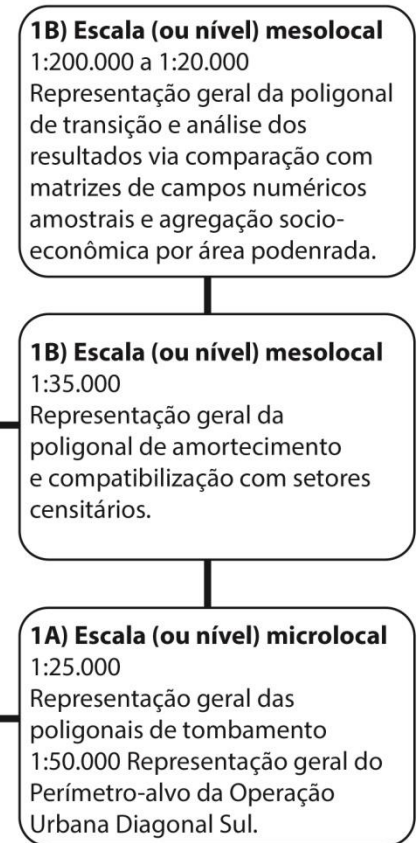 1B) Escala (ou nível) mesolocal
1:200.000 a 1:20.000
Representação geral da poligonal
de transição e análise dos
resultados via comparação com
matrizes de campos numéricos
amostrais e agregação socio-
econômica por área podenrada.
1B) Escala (ou nível) mesolocal
1:35.000
Representação geral da
poligonal de amortecimento
e compatibilização com setores
censitários.
1A) Escala (ou nível) microlocal
1:25.000
Representação geral das
poligonais de tombamento
1:50.000 Representação geral do
Perímetro-alvo da Operação
Urbana Diagonal Sul.